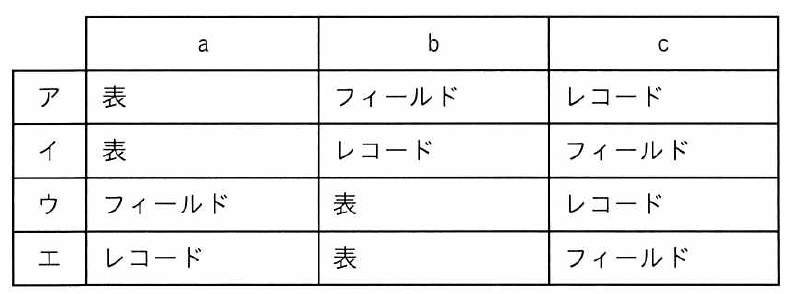 a b c
ア 表 フィールド レコード
イ 表 レコード フィールド
ウ フィールド 表 レコード
エ レコード 表 フィールド